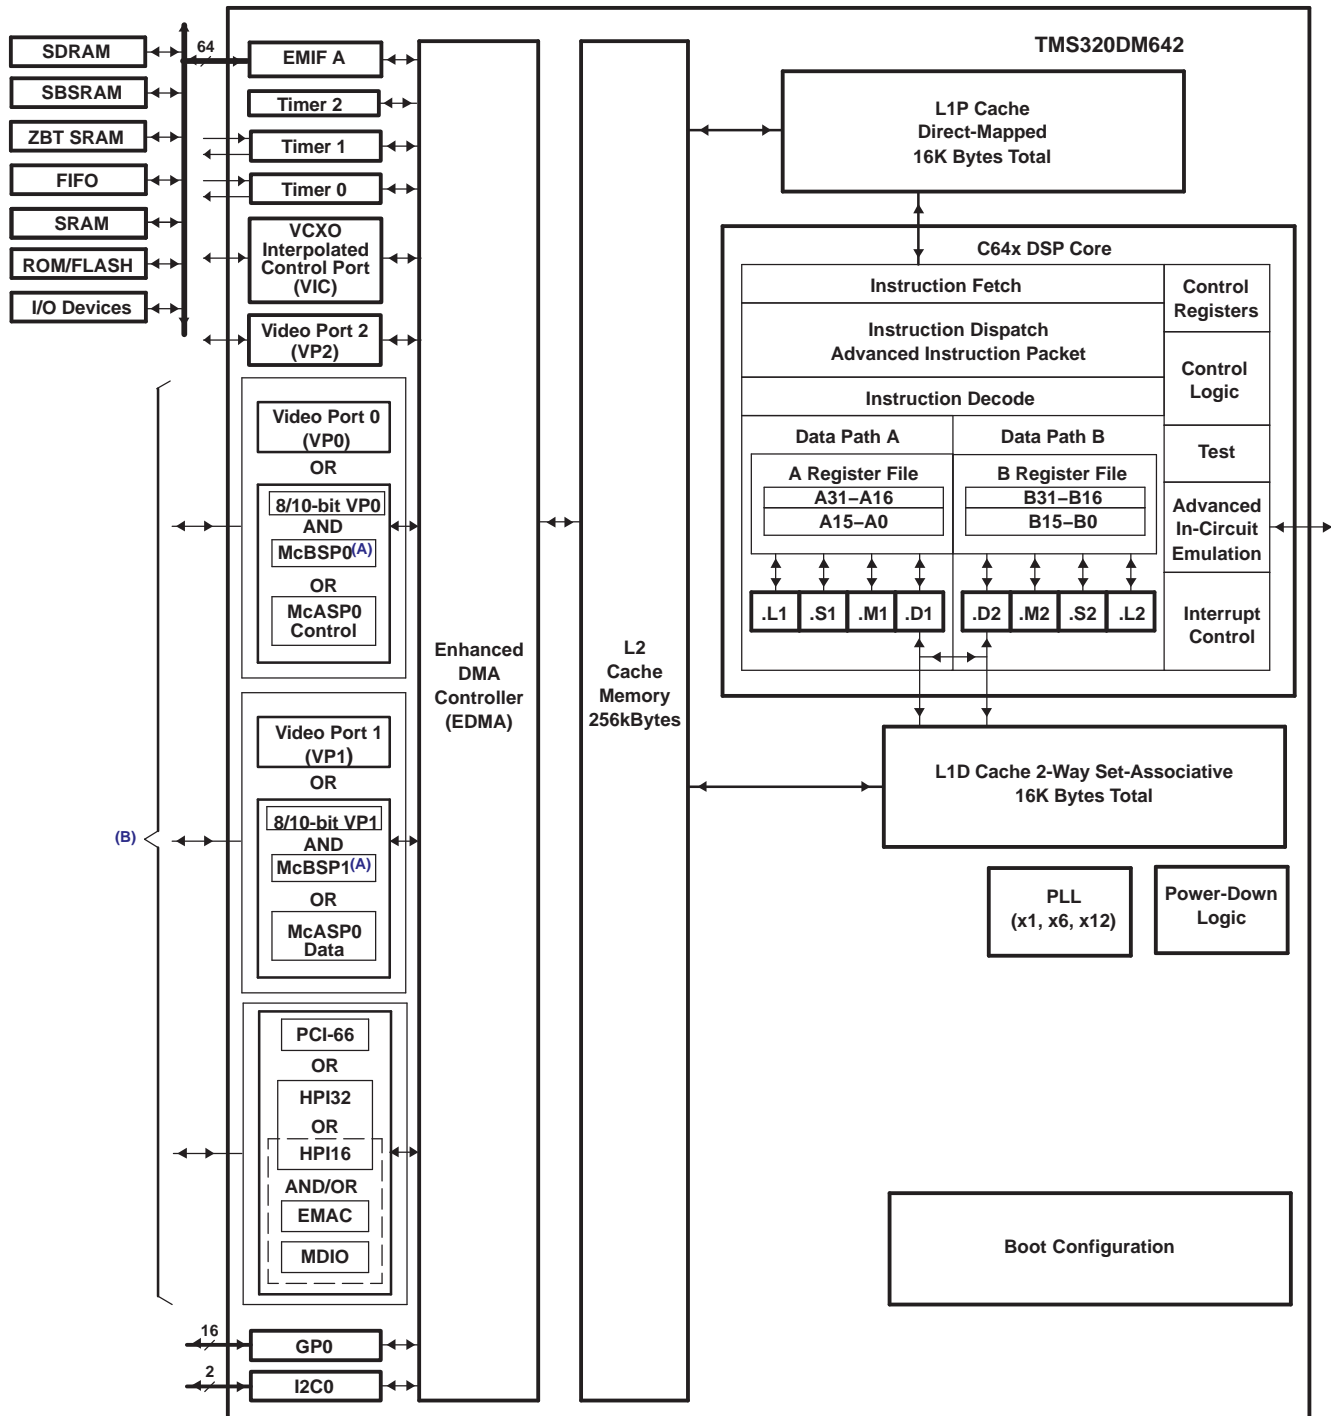 TMS320DM642
SDRAM
SBSRAM
ZBT SRAM
FIFO
SRAM
ROM/FLASH
I/O Devices
64
EMIF A
Timer 2
Timer 1
Timer 0
VCXO
Interpolated
Control Port
(VIC)
Video Port 2
(VP2)
(B)
Video Port 0
(VP0)
OR
8/10-bit VP0
AND
McBSP0(A)
OR
McASP0
Control
Video Port 1
(VP1)
OR
8/10-bit VP1
AND
McBSP1(A)
OR
McASP0
Data
PCI-66
OR
HPI32
OR
HPI16
AND/OR
EMAC
MDIO
16
GP0
2
I2C0
Enhanced
DMA
Controller
(EDMA)
L2
Cache
Memory
256kBytes
L1P Cache
Direct-Mapped
16K Bytes Total
C64x DSP Core
Instruction Fetch
Instruction Dispatch
Advanced Instruction Packet
Instruction Decode
Data Path A
A Register File
A31–A16
A15–A0
.L1
.S1
.M1
.D1
Data Path B
B Register File
B31–B16
B15–B0
.D2
.M2
.S2
.L2
Control
Registers
Control
Logic
Test
Advanced
In-Circuit
Emulation
Interrupt
Control
L1D Cache 2-Way Set-Associative
16K Bytes Total
PLL
(x1, x6, x12)
Power-Down
Logic
Boot Configuration